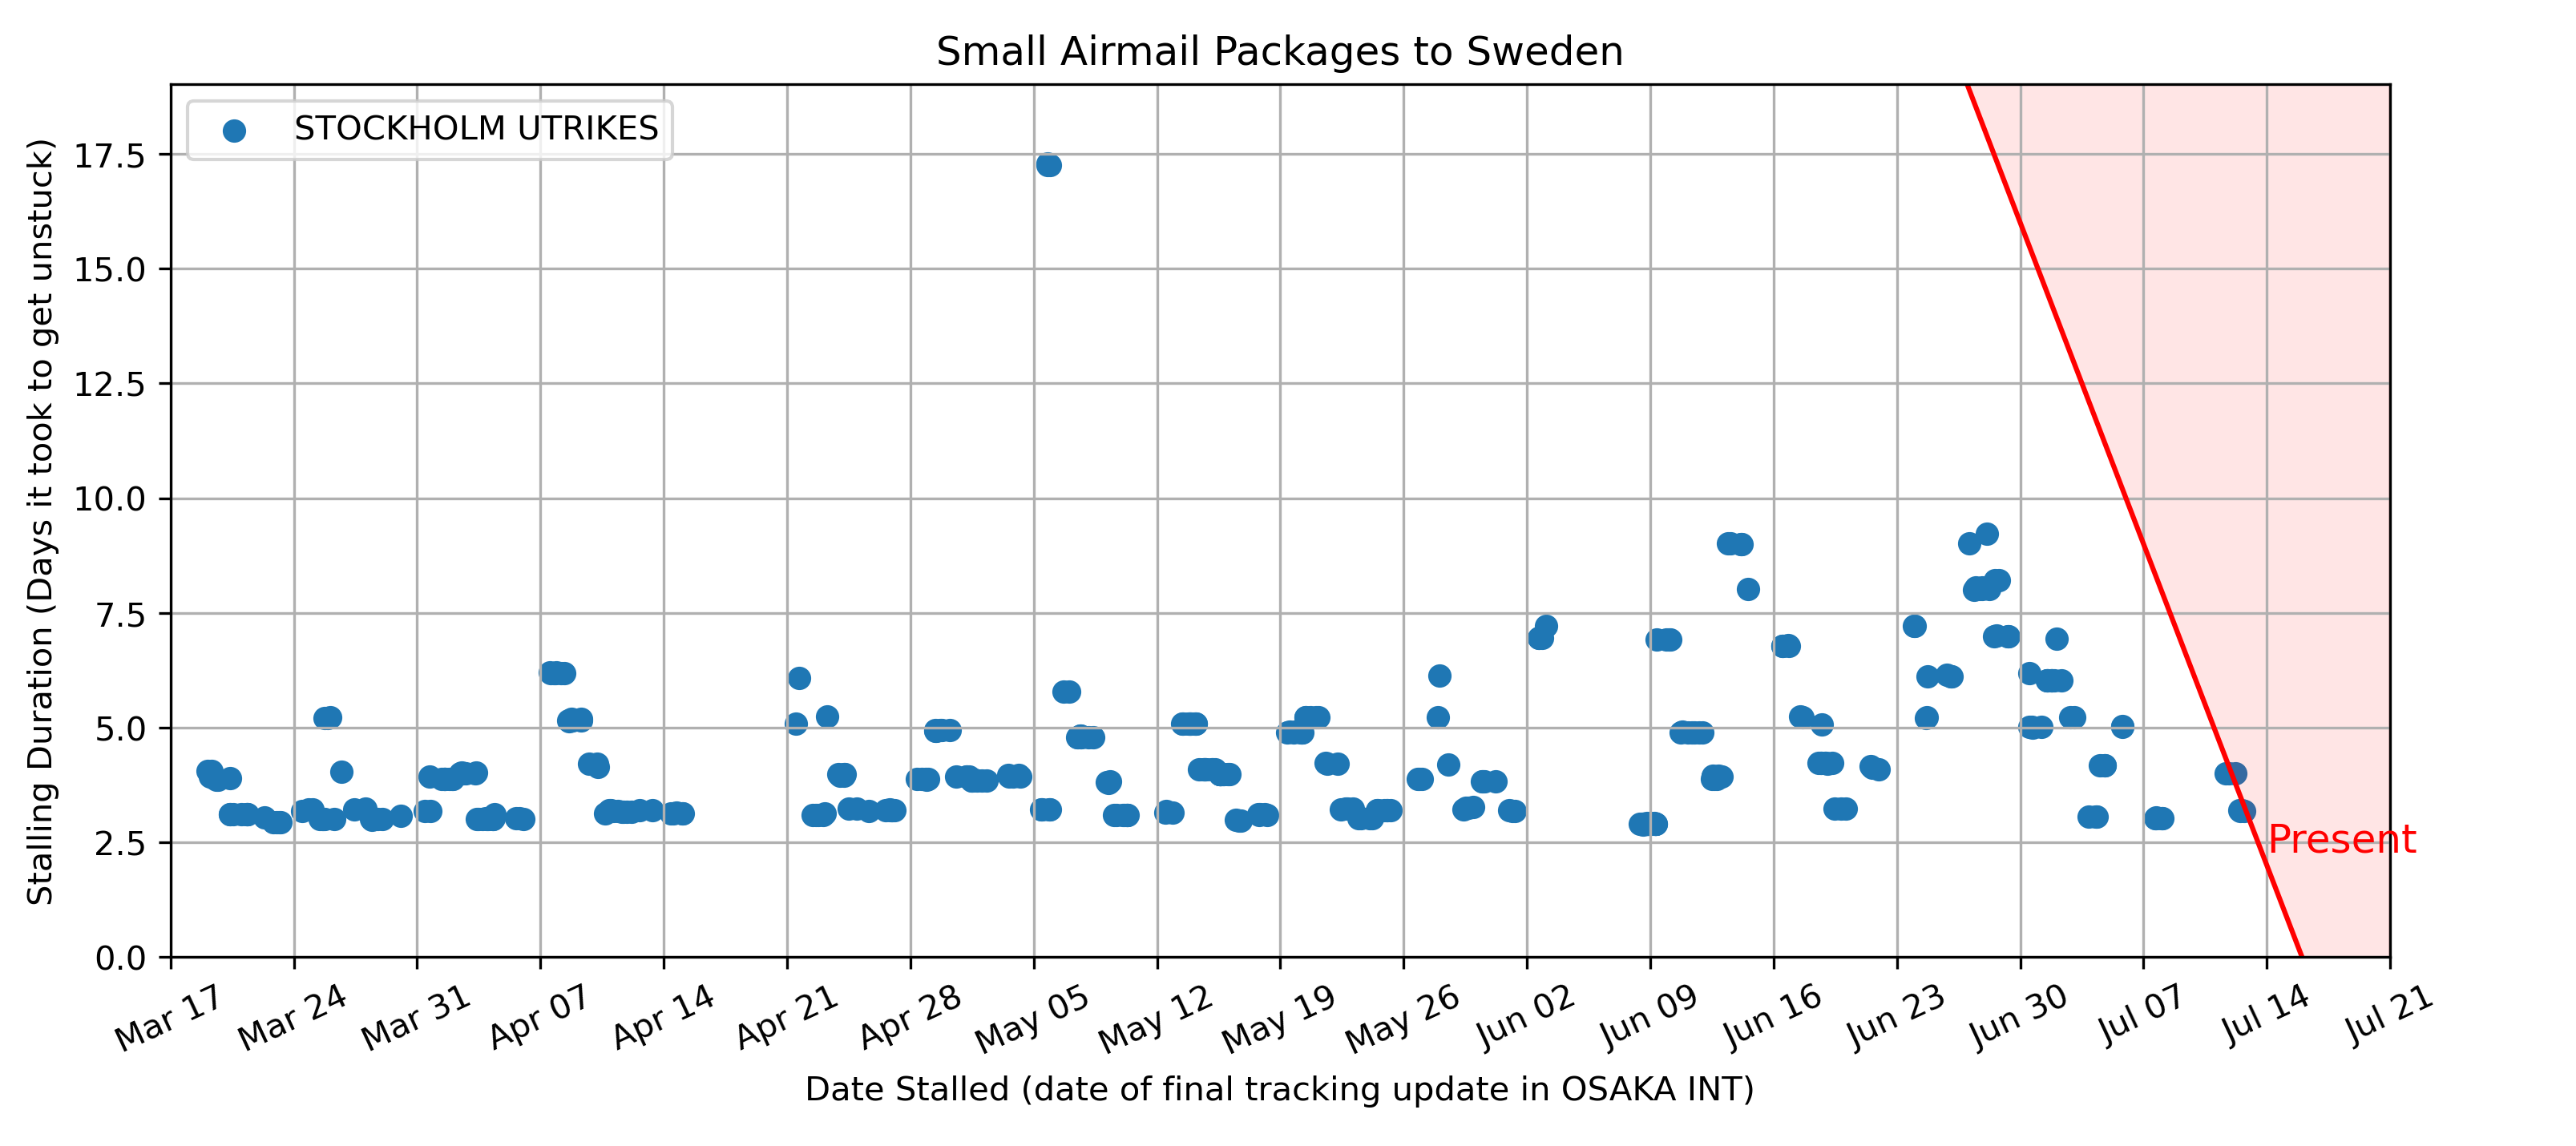 Small Airmail Packages to Sweden
STOCKHOLM UTRIKES
Stalling Duration (Days it took to get unstuck)
17.5
15.0
12.5
10.0
7.5
5.0
2.5
0.0
Present
Mar 17
Mar 24
Mar 31
Apr 07
Apr 14
Apr 21
Apr 28
May 05
May 12
May 19
May 26
Jun 02
Jun 09
Jun 16
Jun 23
Jun 30
Jul 07
Jul 14
Jul 21
Date Stalled (date of final tracking update in OSAKA INT)